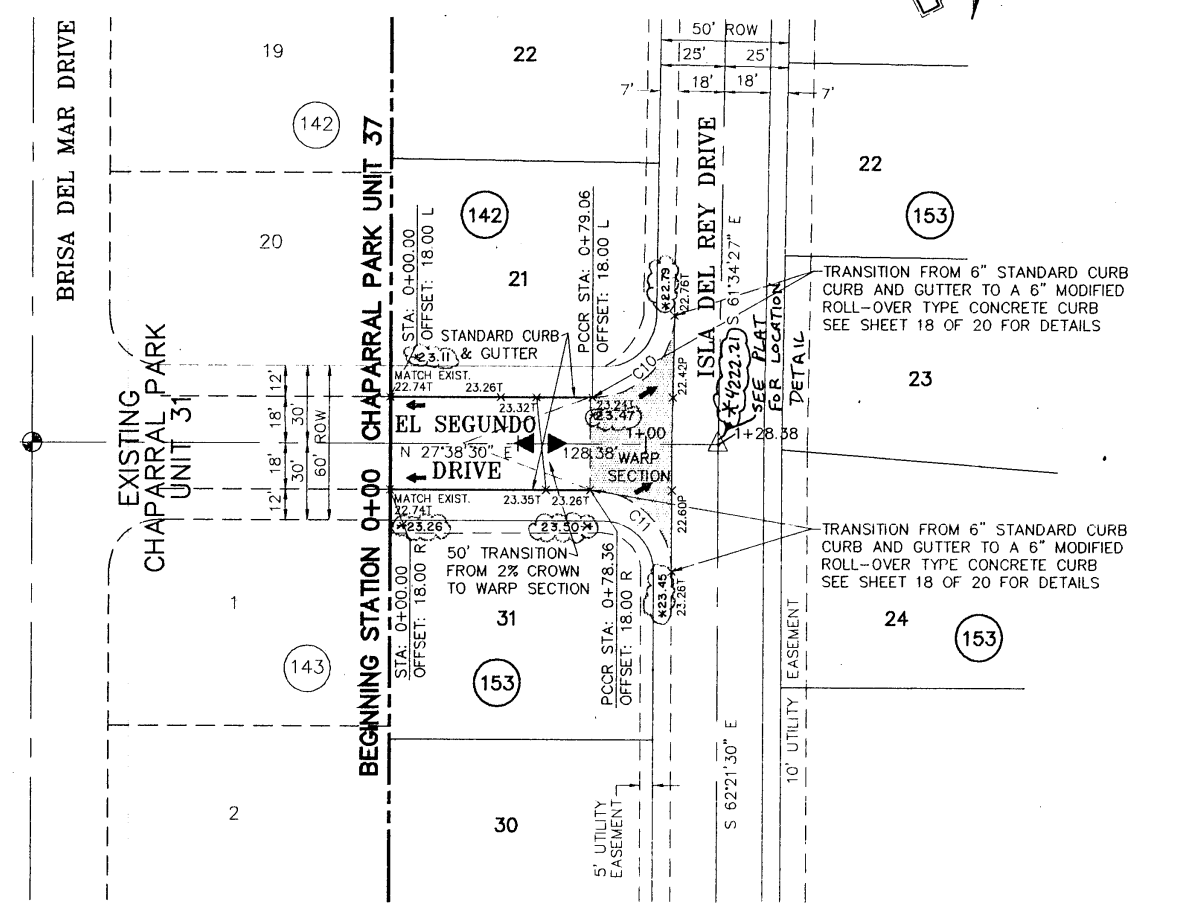 BRISA DEL MAR DRIVE
19
142
20
22
50' ROW
25'
25'
18'
18'
7'
7'
22
153
142
21
BEGINNING STATION 0+00 CHAPARRAL PARK UNIT 37
STA: 0+00.00
OFFSET: 18.00 L
PCCR STA: 0+79.06
OFFSET: 18.00 L
ISLA DEL REY DRIVE
S 61°34'27" E
*22.79
22.76T
TRANSITION FROM 6" STANDARD CURB
CURB AND GUTTER TO A 6" MODIFIED
ROLL-OVER TYPE CONCRETE CURB
SEE SHEET 18 OF 20 FOR DETAILS
STANDARD CURB
& GUTTER
*23.11
MATCH EXIST.
22.74T
23.26T
23.32T
23.21T
*23.47
C10
22.42P
*4222.21
SEE PLAT
FOR LOCATION
DETAIL
23
EXISTING
CHAPARRAL PARK
UNIT 31
12'
18'
18'
12'
30
30'
60' ROW
EL SEGUNDO
DRIVE
N 27°38'30" E
128.38'
1+00
1+28.38
WARP
SECTION
MATCH EXIST.
22.74T
23.35T
23.26T
*23.26
23.50*
C11
22.60P
*23.45
23.26T
50' TRANSITION
FROM 2% CROWN
TO WARP SECTION
STA: 0+00.00
OFFSET: 18.00 R
PCCR STA: 0+78.36
OFFSET: 18.00 R
TRANSITION FROM 6" STANDARD CURB
CURB AND GUTTER TO A 6" MODIFIED
ROLL-OVER TYPE CONCRETE CURB
SEE SHEET 18 OF 20 FOR DETAILS
1
143
31
153
24
153
2
30
5' UTILITY
EASEMENT
S 62°21'30" E
10' UTILITY EASEMENT